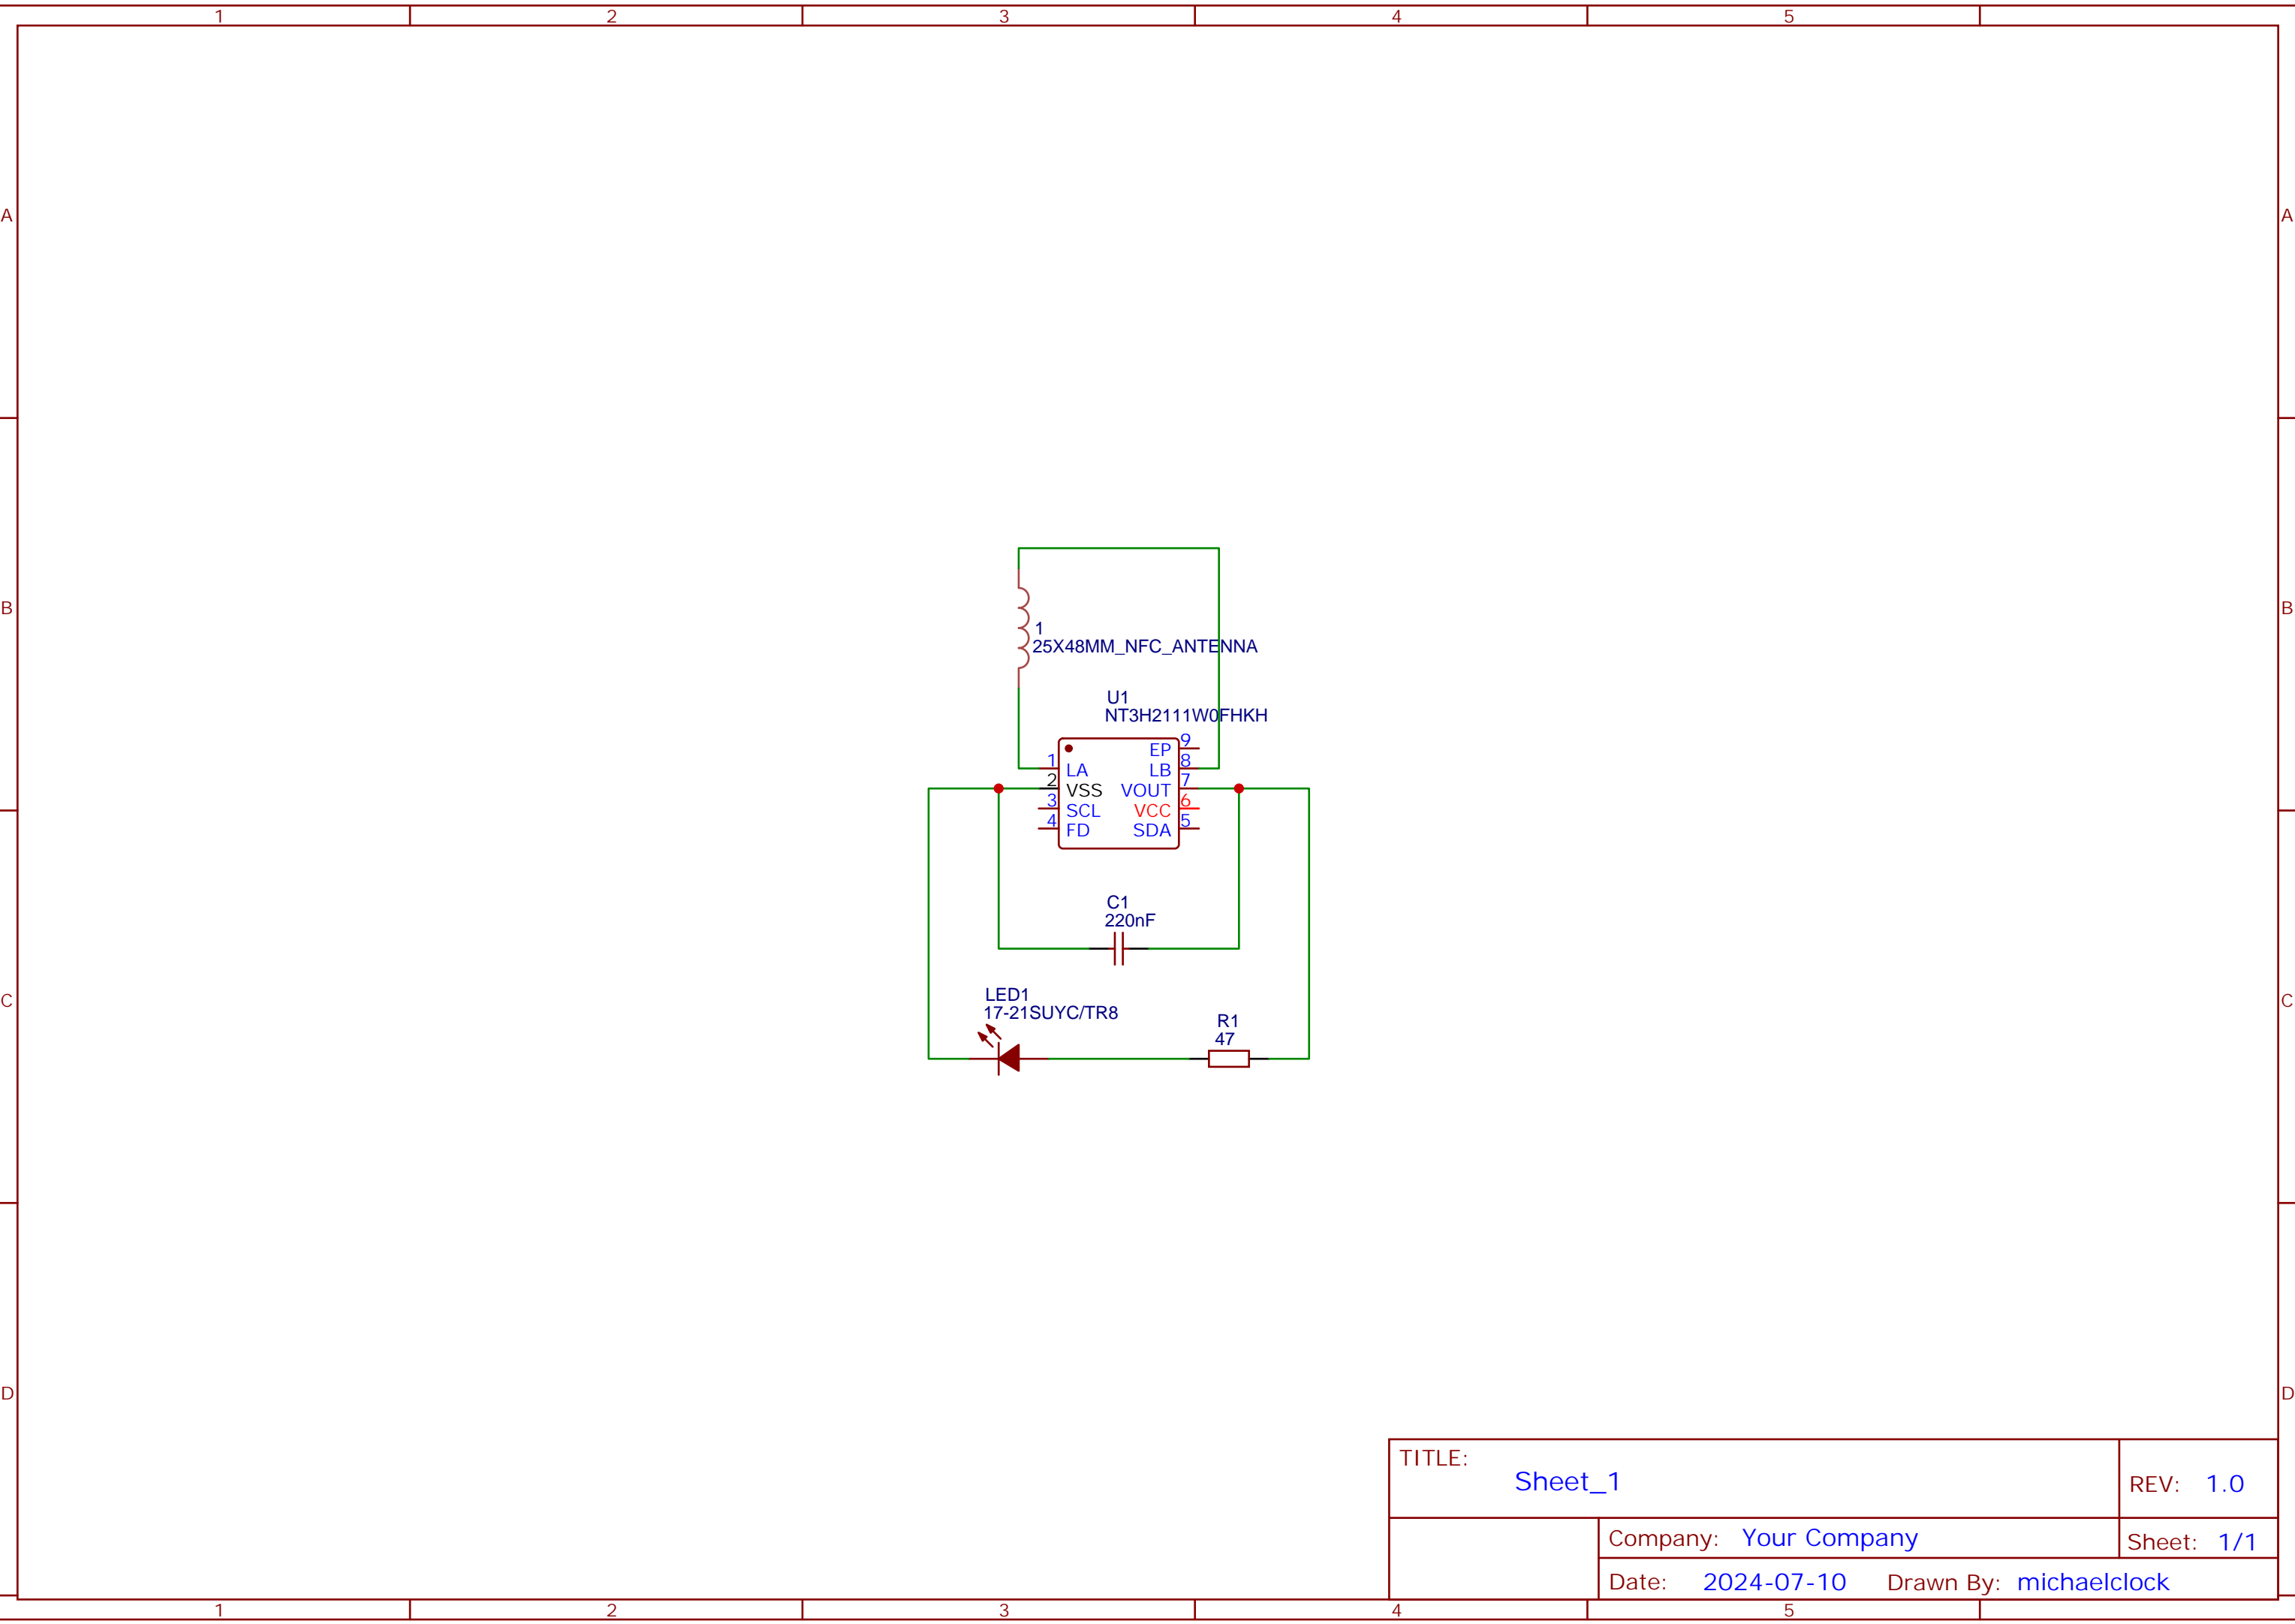 1 2 3 4 5
A A
B B
1
25X48MM_NFC_ANTENNA
U1
NT3H2111W0FHKH
EP 9
1 LA LB 8
2 VSS VOUT 7
3 SCL VCC 6
4 FD SDA 5
C1
220nF
C C
LED1
17-21SUYC/TR8
R1
47
D D
TITLE:
Sheet_1
REV: 1.0
Company: Your Company
Sheet: 1/1
Date: 2024-07-10 Drawn By: michaelclock
1 2 3 4 5